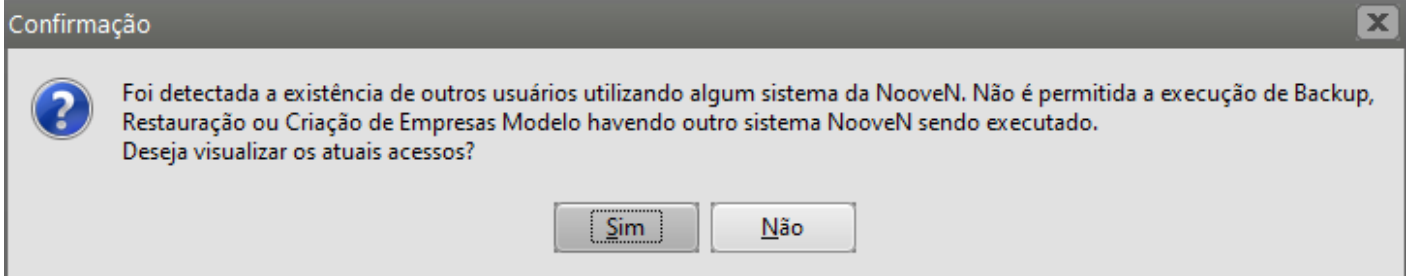 Confirmação
Foi detectada a existência de outros usuários utilizando algum sistema da NooveN. Não é permitida a execução de Backup,
Restauração ou Criação de Empresas Modelo havendo outro sistema NooveN sendo executado.
Deseja visualizar os atuais acessos?
Sim
Não